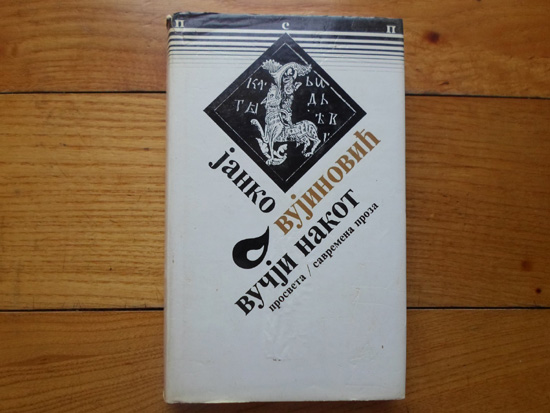 П С П
јанко
вујиновић
вучји накот
просвета / савремена проза